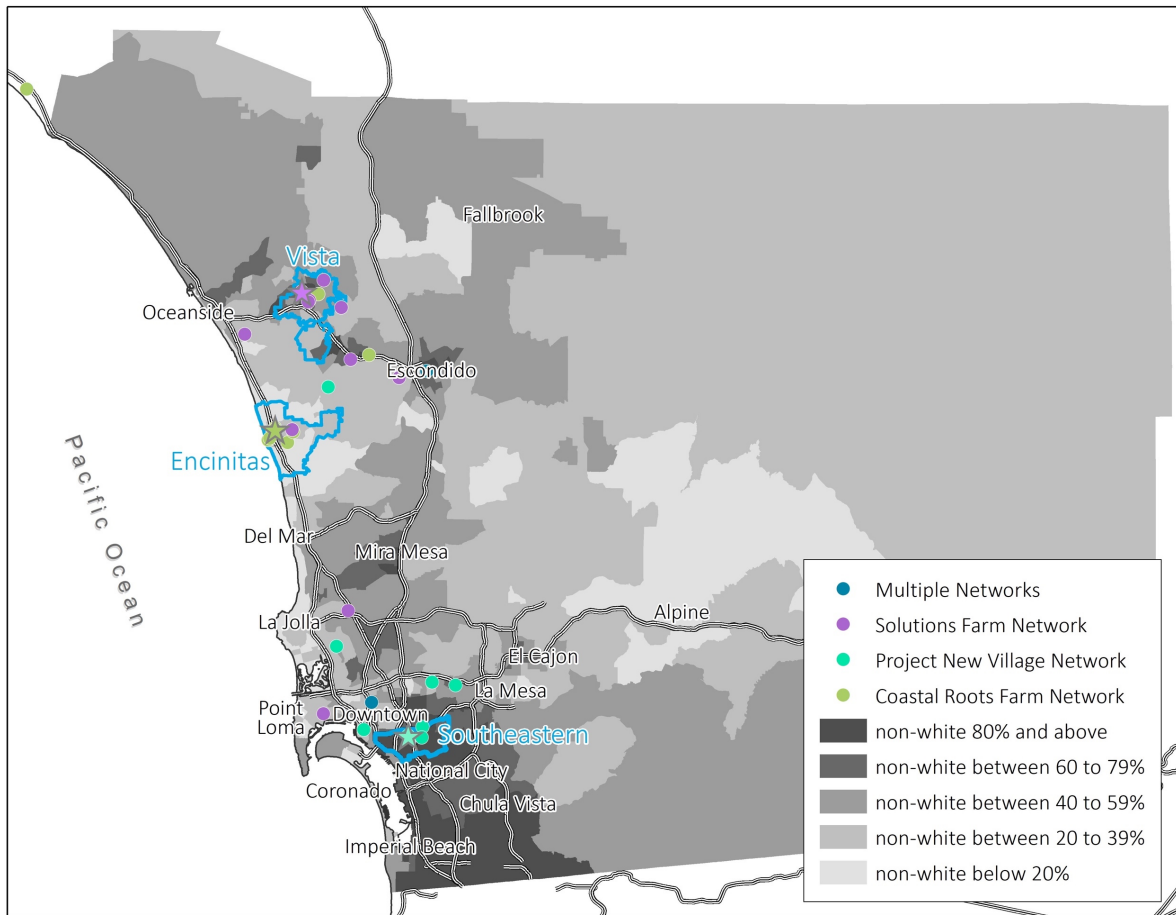 Fallbrook
Vista
Oceanside
Escondido
Encinitas
Pacific Ocean
Del Mar
Mira Mesa
La Jolla
Alpine
El Cajon
La Mesa
Point
Loma
Downtown
Southeastern
National City
Coronado
Chula Vista
Imperial Beach
Multiple Networks
Solutions Farm Network
Project New Village Network
Coastal Roots Farm Network
non-white 80% and above
non-white between 60 to 79%
non-white between 40 to 59%
non-white between 20 to 39%
non-white below 20%